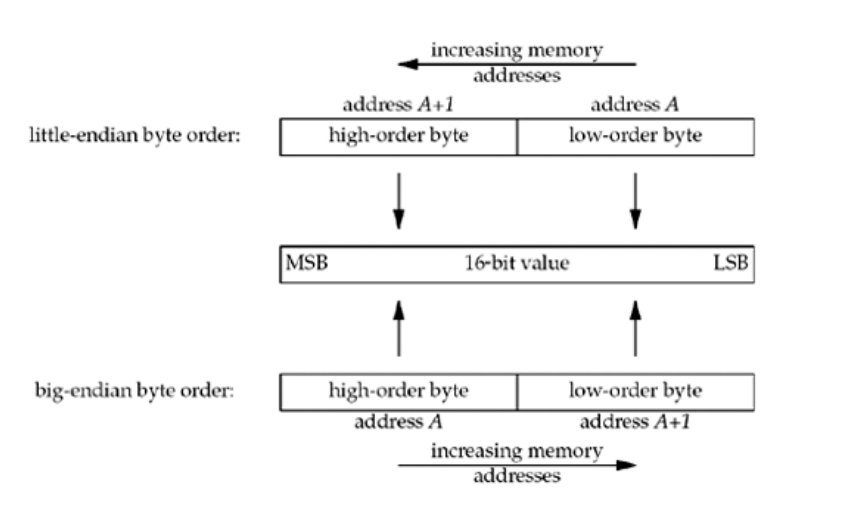 increasing memory
addresses
address A+1 address A
little-endian byte order: high-order byte low-order byte
MSB 16-bit value LSB
big-endian byte order: high-order byte low-order byte
address A address A+1
increasing memory
addresses